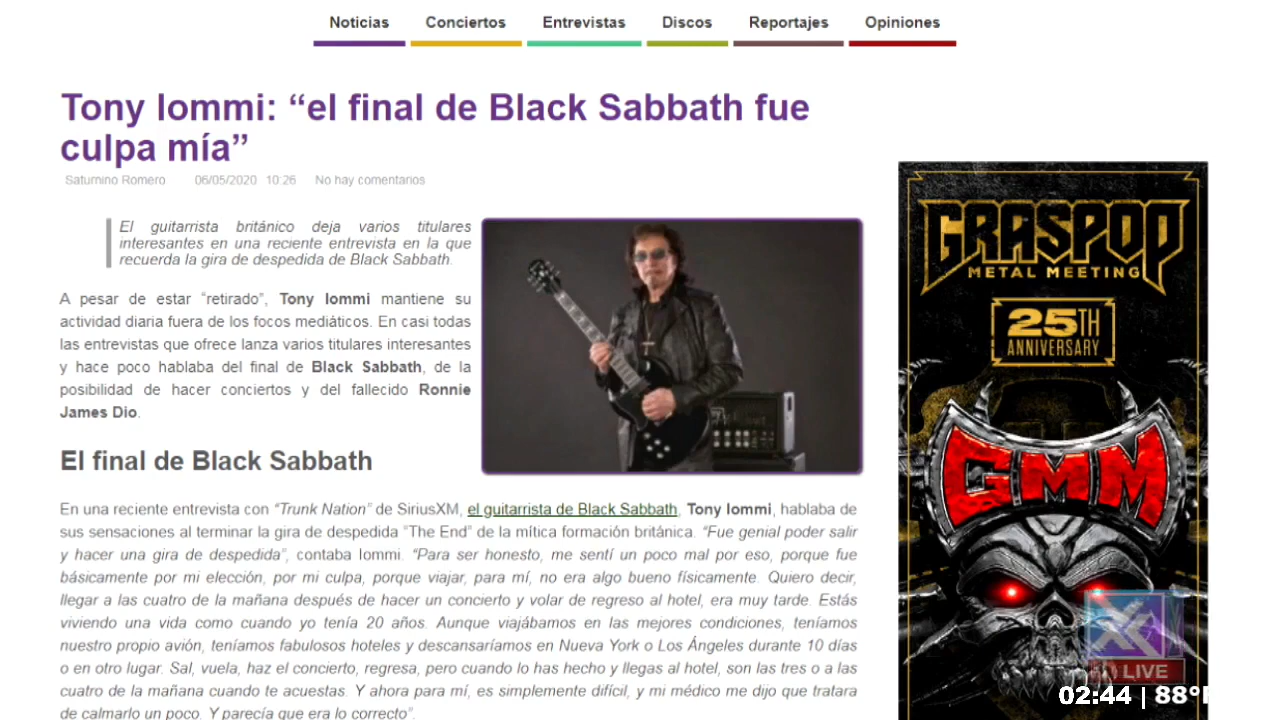 Noticias Conciertos Entrevistas Discos Reportajes Opiniones
Tony Iommi: “el final de Black Sabbath fue
culpa mía”
Saturnino Romero 06/05/2020 10:26 No hay comentarios
El guitarrista británico deja varios titulares
interesantes en una reciente entrevista en la que
recuerda la gira de despedida de Black Sabbath.
A pesar de estar “retirado”, Tony Iommi mantiene su
actividad diaria fuera de los focos mediáticos. En casi todas
las entrevistas que ofrece lanza varios titulares interesantes
y hace poco hablaba del final de Black Sabbath, de la
posibilidad de hacer conciertos y del fallecido Ronnie
James Dio.
El final de Black Sabbath
En una reciente entrevista con “Trunk Nation” de SiriusXM, el guitarrista de Black Sabbath, Tony Iommi, hablaba de
sus sensaciones al terminar la gira de despedida “The End” de la mítica formación británica. “Fue genial poder salir
y hacer una gira de despedida”, contaba Iommi. “Para ser honesto, me sentí un poco mal por eso, porque fue
básicamente por mi elección, por mi culpa, porque viajar, para mí, no era algo bueno físicamente. Quiero decir,
llegar a las cuatro de la mañana después de hacer un concierto y volar de regreso al hotel, era muy tarde. Estás
viviendo una vida como cuando yo tenía 20 años. Aunque viajábamos en las mejores condiciones, teníamos
nuestro propio avión, teníamos fabulosos hoteles y descansaríamos en Nueva York o Los Ángeles durante 10 días
o en otro lugar. Sal, vuela, haz el concierto, regresa, pero cuando lo has hecho y llegas al hotel, son las tres o a las
cuatro de la mañana cuando te acuestas. Y ahora para mí, es simplemente difícil, y mi médico me dijo que tratara
de calmarlo un poco. Y parecía que era lo correcto”.
GRASPOP
METAL MEETING
25TH
ANNIVERSARY
GMM
LIVE
02:44 | 88°F